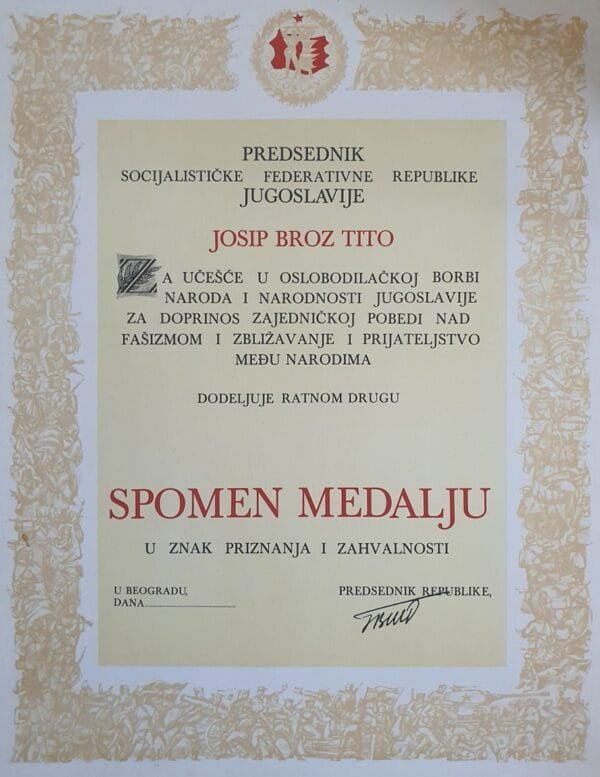 PREDSEDNIK
SOCIJALISTIČKE FEDERATIVNE REPUBLIKE
JUGOSLAVIJE
JOSIP BROZ TITO
ZA UČEŠĆE U OSLOBODILAČKOJ BORBI
NARODA I NARODNOSTI JUGOSLAVIJE
ZA DOPRINOS ZAJEDNIČKOJ POBEDI NAD
FAŠIZMOM I ZBLIŽAVANJE I PRIJATELJSTVO
MEĐU NARODIMA
DODELJUJE RATNOM DRUGU
SPOMEN MEDALJU
U ZNAK PRIZNANJA I ZAHVALNOSTI
U BEOGRADU,
DANA
PREDSEDNIK REPUBLIKE,